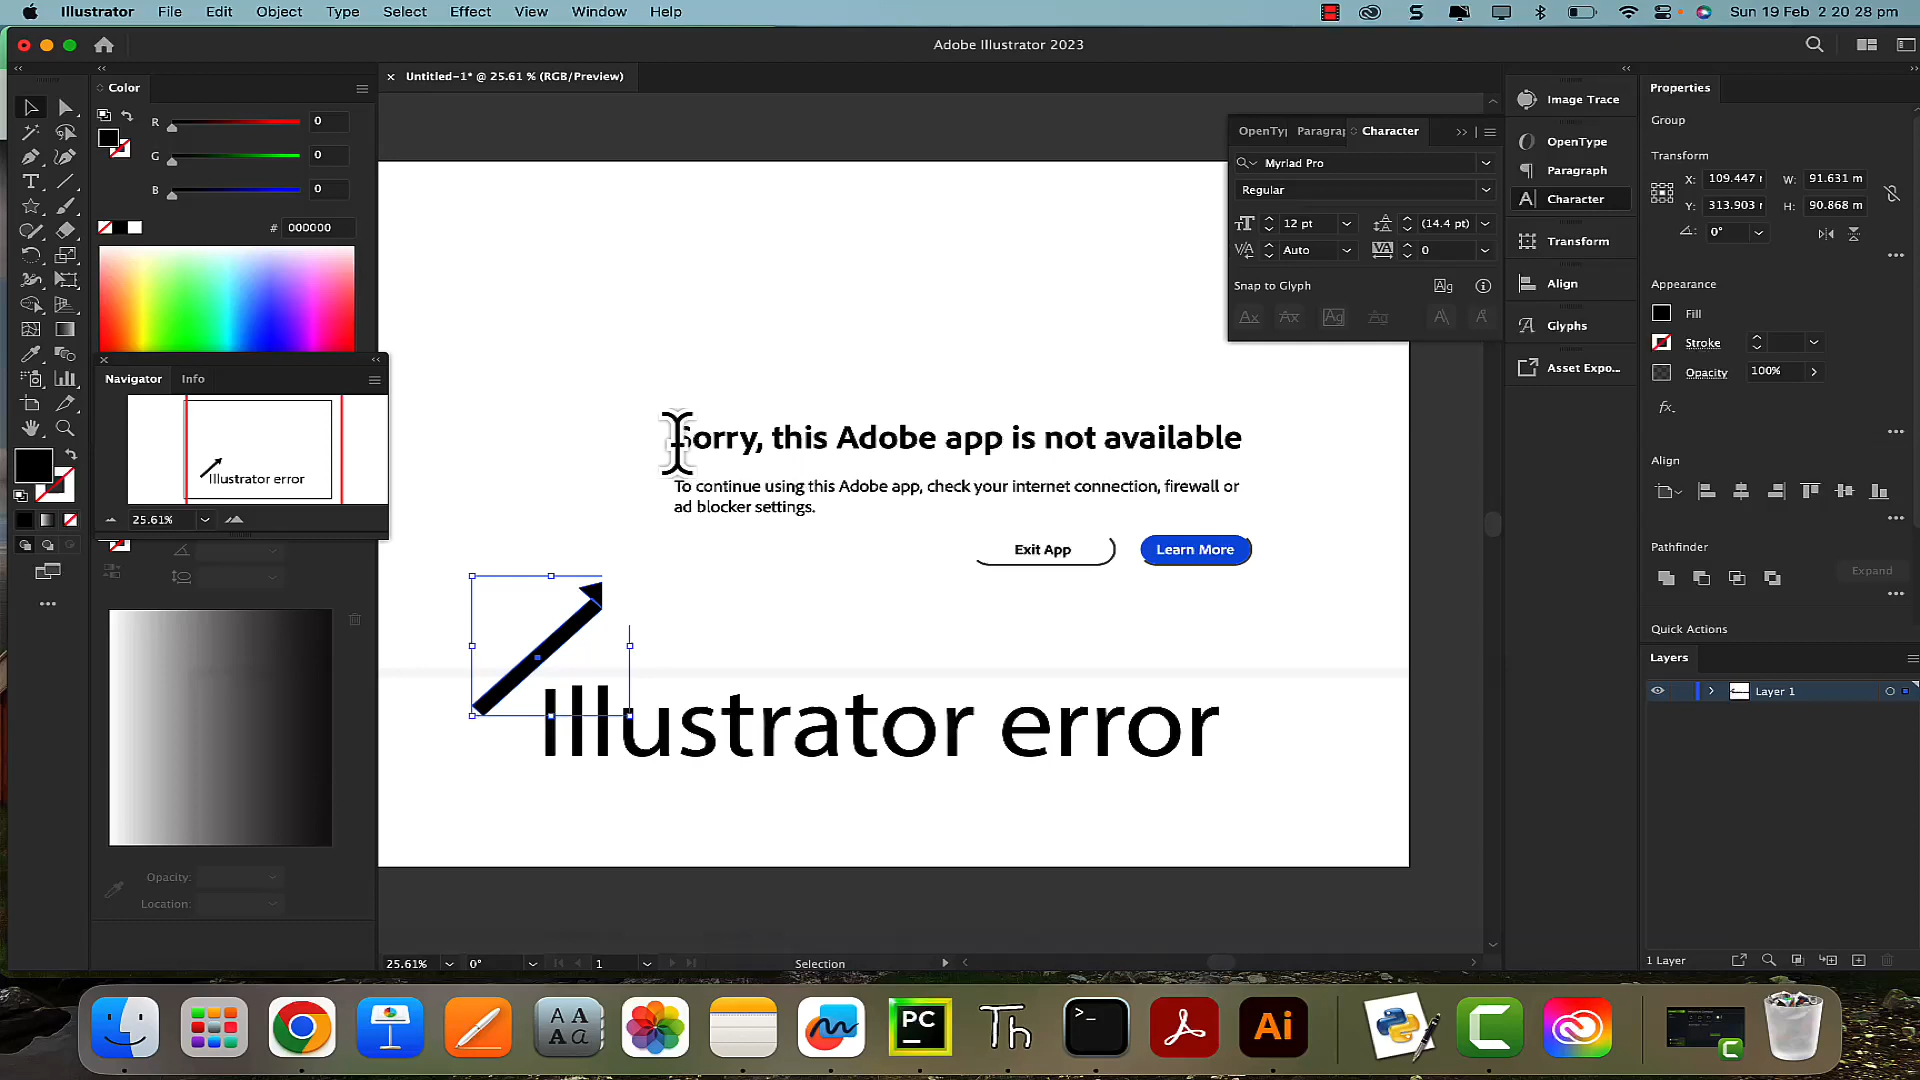 Illustrator File Edit Object Type Select Effect View Window Help Sun 19 Feb 2 20 28 pm
Adobe Illustrator 2023
Untitled-1* @ 25.61 % (RGB/Preview)
Color
R 0
G 0
B 0
# 000000
Navigator Info
Illustrator error
25.61%
Opacity:
Location:
Sorry, this Adobe app is not available
To continue using this Adobe app, check your internet connection, firewall or
ad blocker settings.
Exit App Learn More
Illustrator error
25.61% 0° 1 Selection
OpenTy Paragra Character
Myriad Pro
Regular
12 pt (14.4 pt)
Auto 0
Snap to Glyph
Image Trace
OpenType
Paragraph
Character
Transform
Align
Glyphs
Asset Expo...
Properties
Group
Transform
X: 109.447 W: 91.631 m
Y: 313.903 H: 90.868 m
0°
Appearance
Fill
Stroke
Opacity 100%
fx
Align
Pathfinder
Expand
Quick Actions
Layers
Layer 1
1 Layer
A A
A a
PC
Th
>_
Ai
C
C